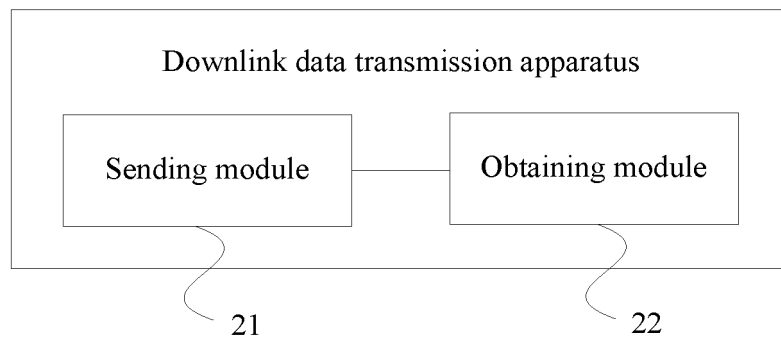 Downlink data transmission apparatus
Sending module
Obtaining module
21
22